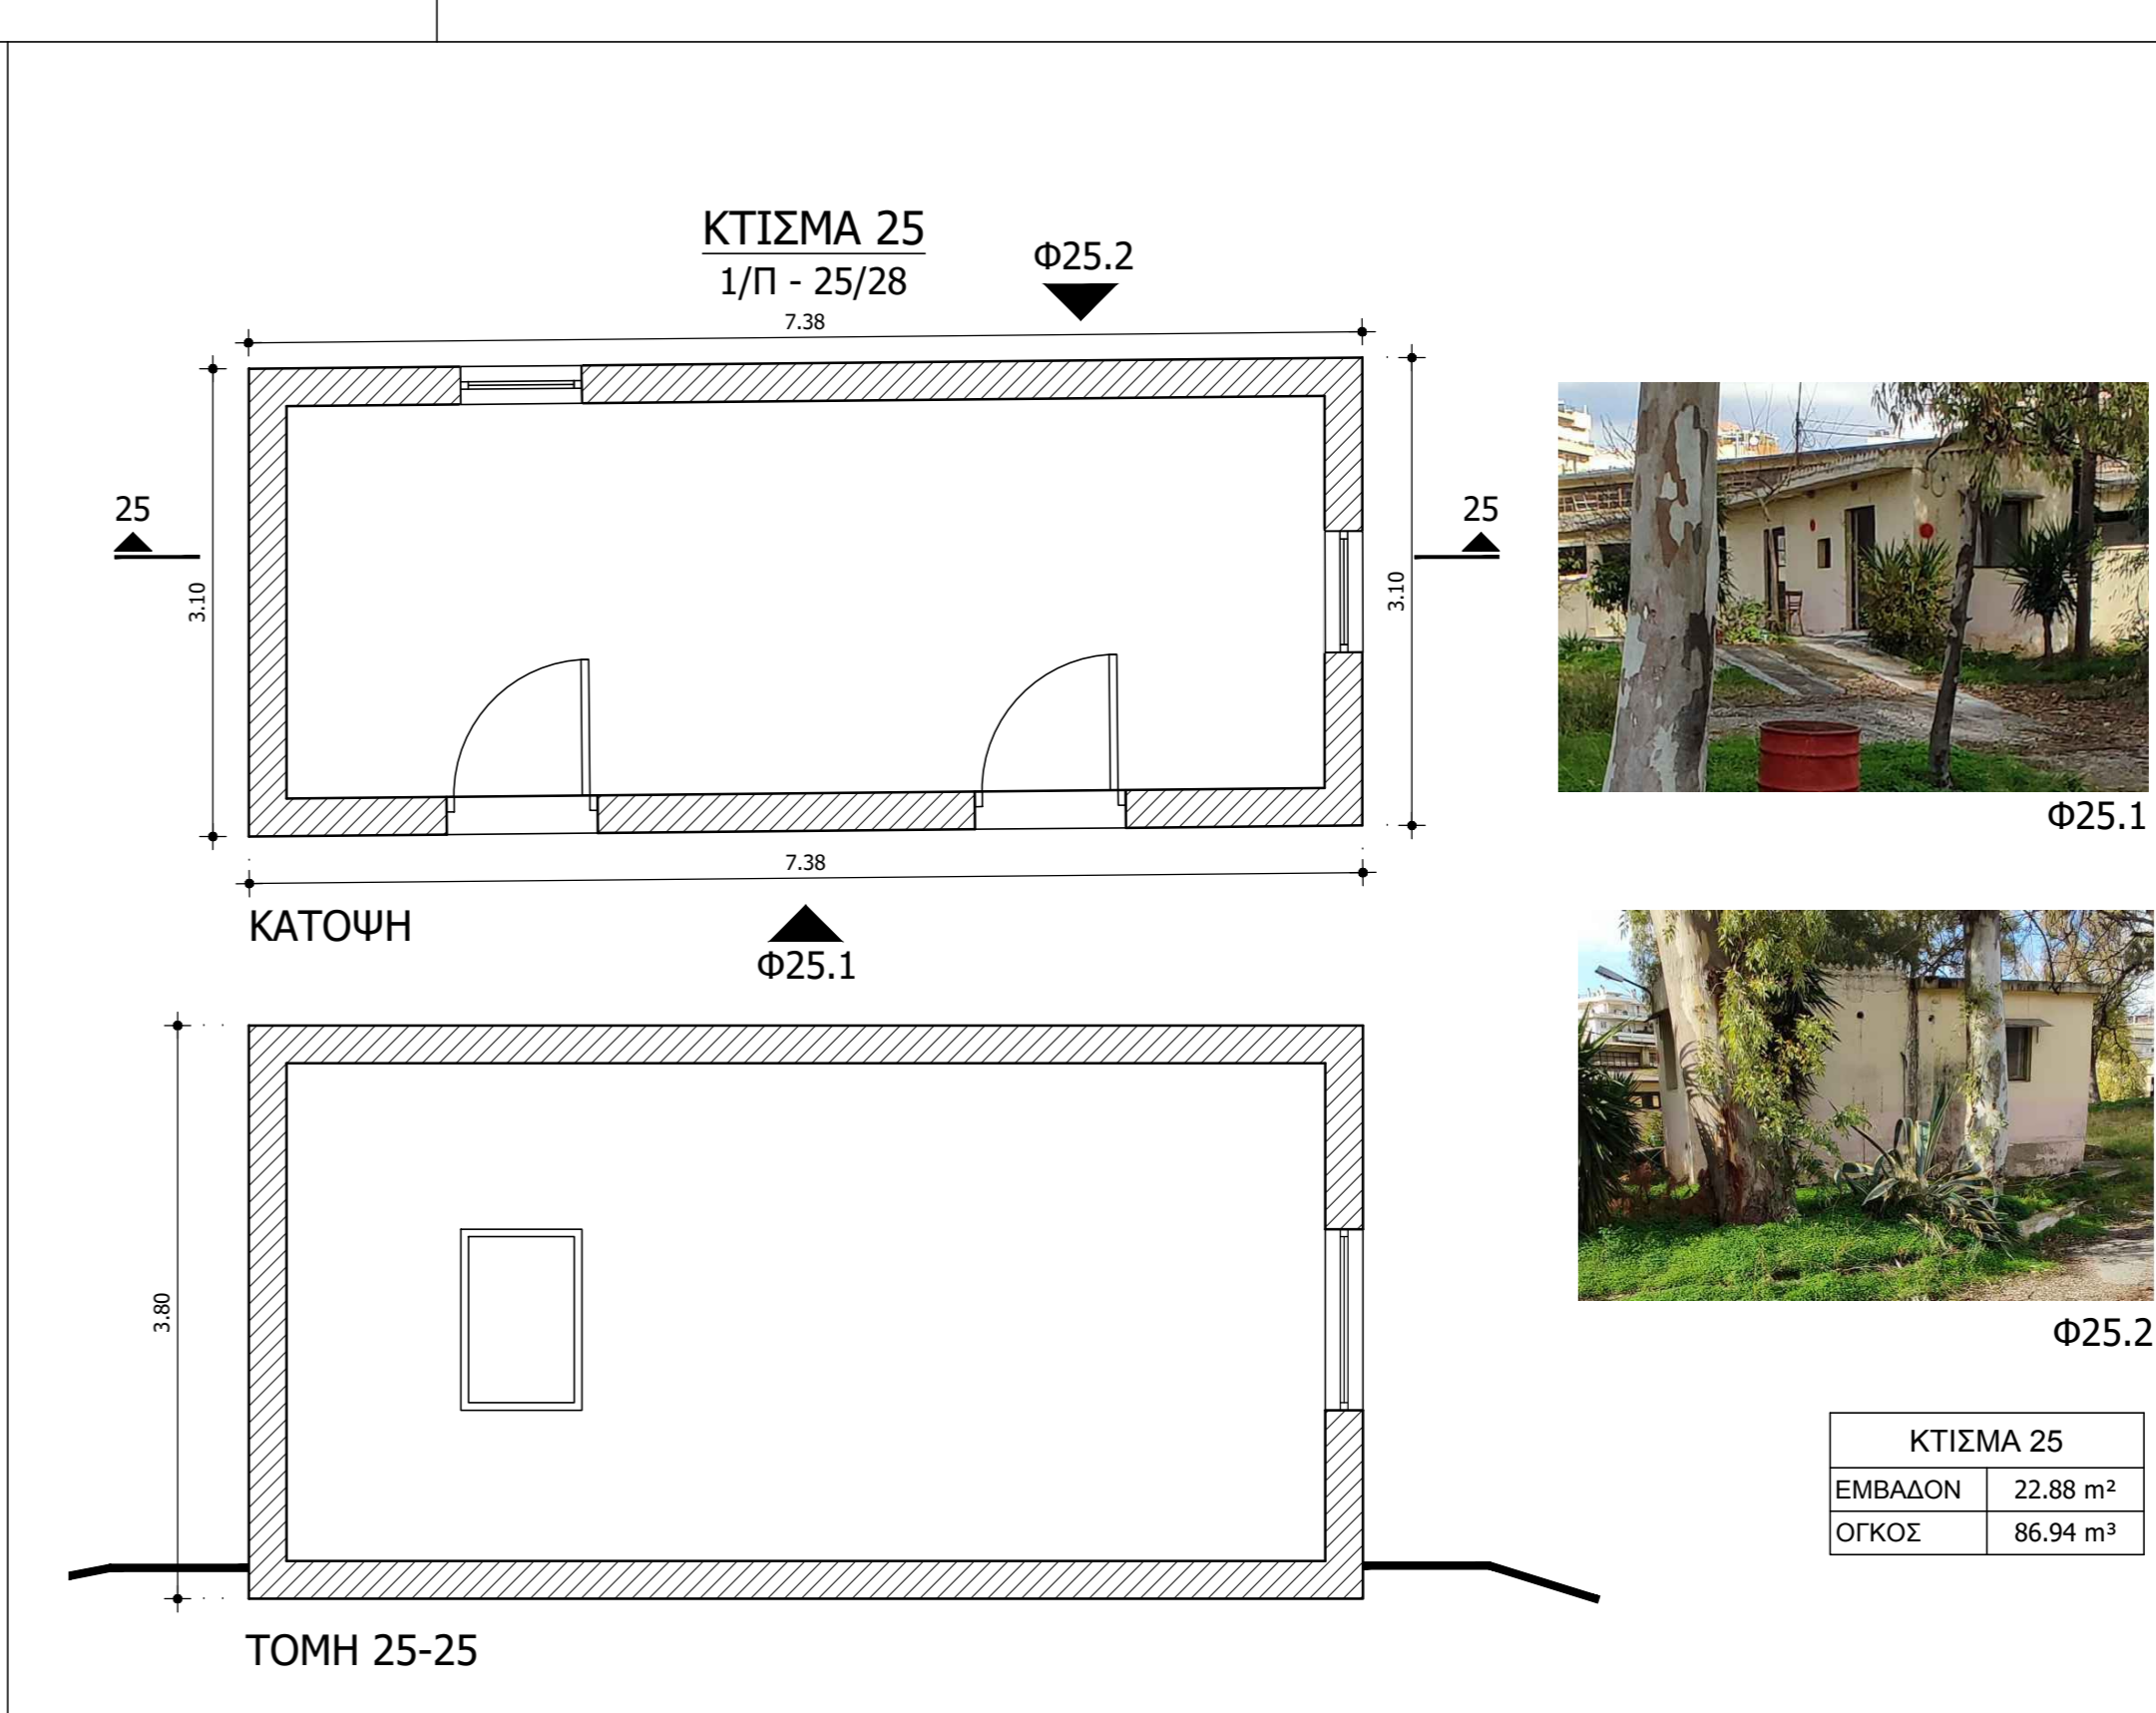 ΚΤΙΣΜΑ 25
1/Π - 25/28
Φ25.2
7.38
25
25
3.10
3.10
Φ25.1
7.38
ΚΑΤΟΨΗ
Φ25.1
3.80
Φ25.2
ΚΤΙΣΜΑ 25
ΕΜΒΑΔΟΝ 22.88 m²
ΟΓΚΟΣ 86.94 m³
ΤΟΜΗ 25-25